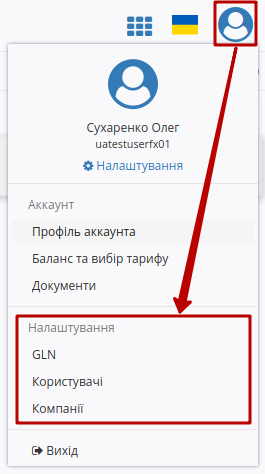 Сухаренко Олег
uatestuserfx01
Налаштування
Аккаунт
Профіль аккаунта
Баланс та вибір тарифу
Документи
Налаштування
GLN
Користувачі
Компанії
Вихід